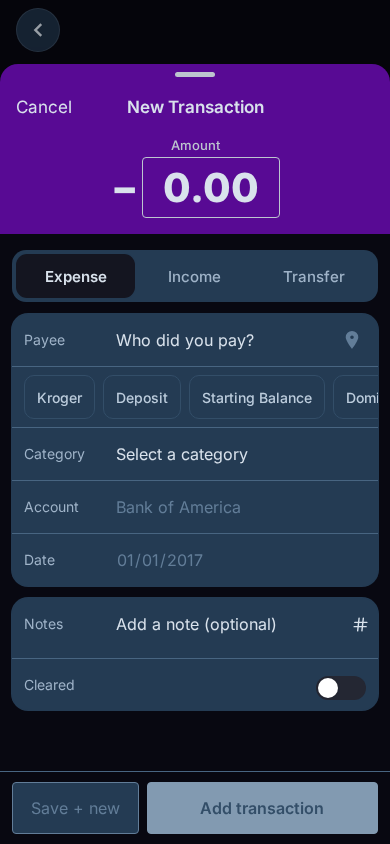 Cancel New Transaction
Amount
– 0.00
Expense Income Transfer
Payee Who did you pay?
Kroger Deposit Starting Balance Domi
Category Select a category
Account Bank of America
Date 01/01/2017
Notes Add a note (optional) #
Cleared
Save + new Add transaction